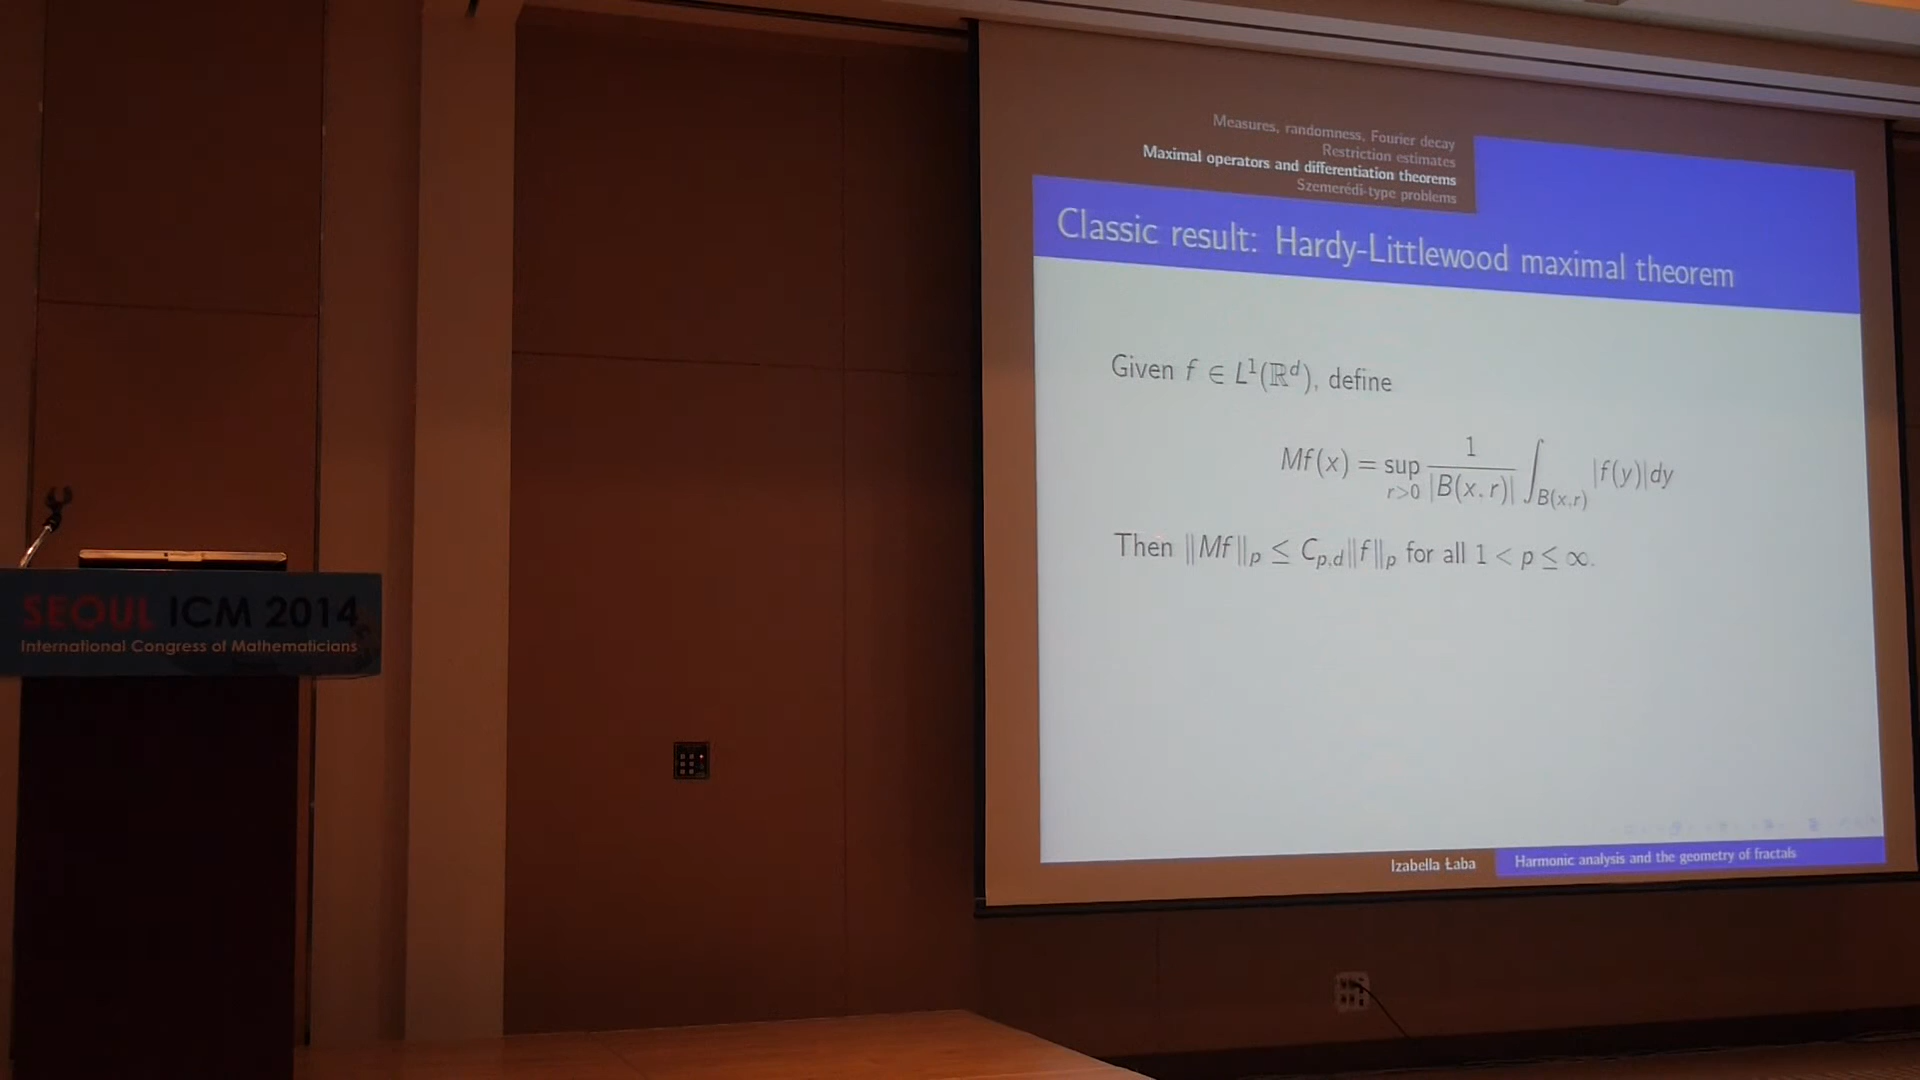 Measures, randomness, Fourier decay
Restriction estimates
Maximal operators and differentiation theorems
Szemerédi-type problems
Classic result: Hardy-Littlewood maximal theorem
Given f ∈ L¹(ℝᵈ), define
Mf(x) = sup_{r>0} 1/|B(x,r)| ∫_{B(x,r)} |f(y)|dy
Then ‖Mf‖_p ≤ C_{p,d}‖f‖_p for all 1 < p ≤ ∞.
Izabella Łaba
Harmonic analysis and the geometry of fractals
SEOUL ICM 2014
International Congress of Mathematicians